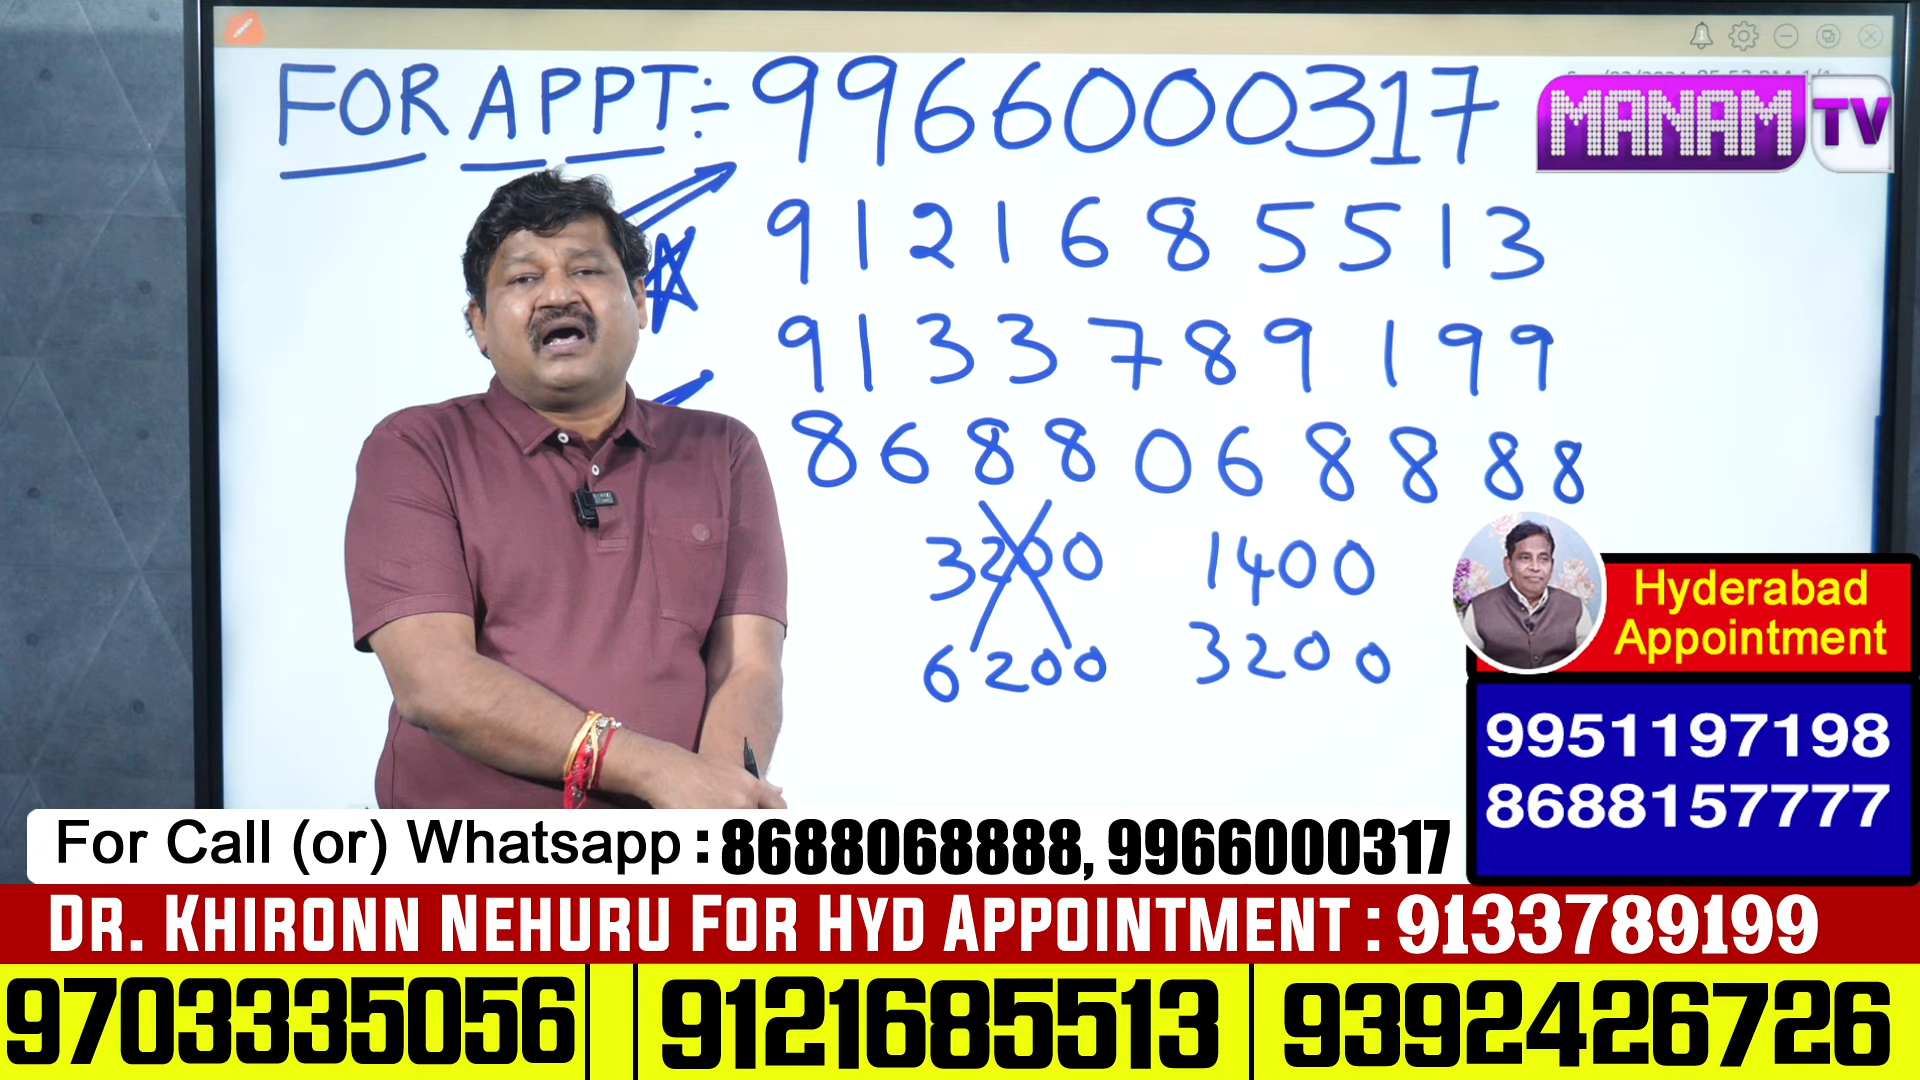 FOR APPT:- 9966000317
MANAM TV
9121685513
9133789199
8688068888
3200 1400
6200 3200
Hyderabad
Appointment
9951197198
8688157777
For Call (or) Whatsapp : 8688068888, 9966000317
DR. KHIRONN NEHURU FOR HYD APPOINTMENT : 9133789199
9703335056 9121685513 9392426726